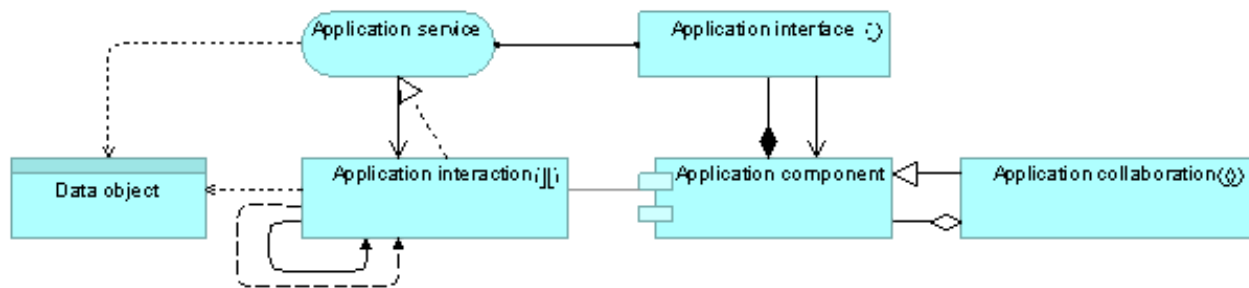 Application service
Application interface
Data object
Application interaction
Application component
Application collaboration